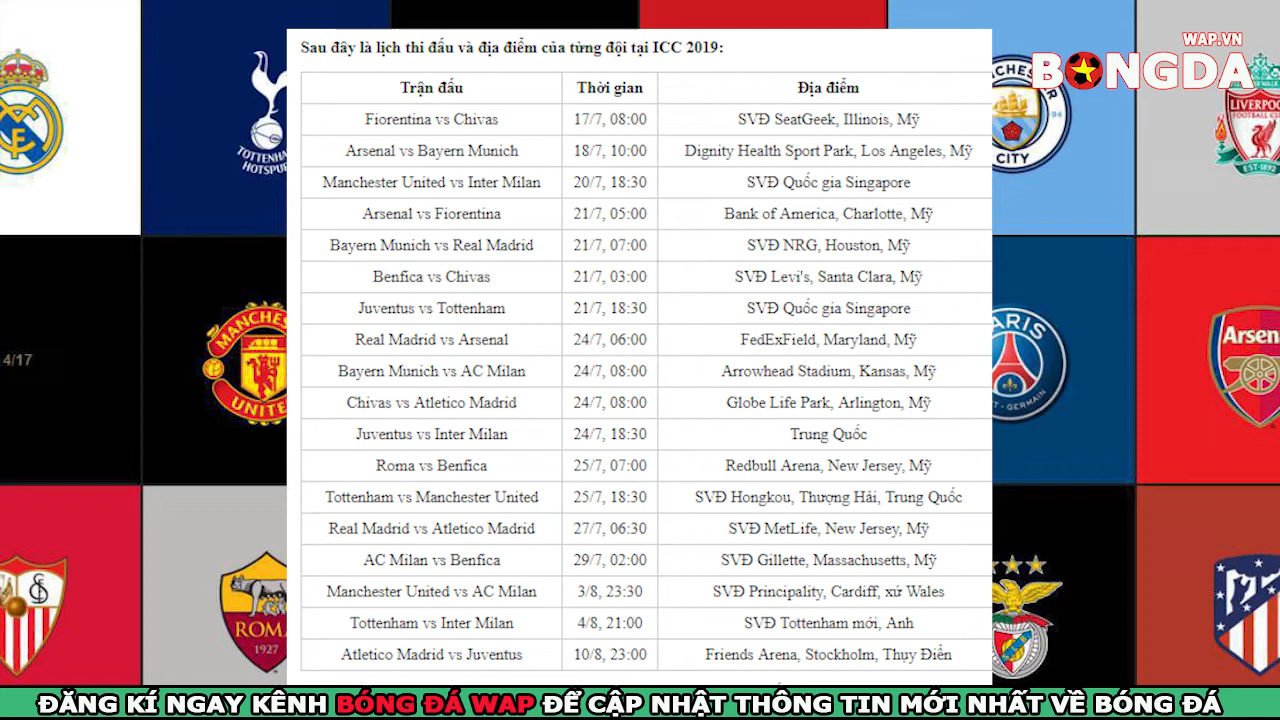 WAP.VN
BONGDA
Sau đây là lịch thi đấu và địa điểm của từng đội tại ICC 2019:
Trận đấu Thời gian Địa điểm
Fiorentina vs Chivas 17/7, 08:00 SVĐ SeatGeek, Illinois, Mỹ
Arsenal vs Bayern Munich 18/7, 10:00 Dignity Health Sport Park, Los Angeles, Mỹ
Manchester United vs Inter Milan 20/7, 18:30 SVĐ Quốc gia Singapore
Arsenal vs Fiorentina 21/7, 05:00 Bank of America, Charlotte, Mỹ
Bayern Munich vs Real Madrid 21/7, 07:00 SVĐ NRG, Houston, Mỹ
Benfica vs Chivas 21/7, 03:00 SVĐ Levi's, Santa Clara, Mỹ
Juventus vs Tottenham 21/7, 18:30 SVĐ Quốc gia Singapore
Real Madrid vs Arsenal 24/7, 06:00 FedExField, Maryland, Mỹ
Bayern Munich vs AC Milan 24/7, 08:00 Arrowhead Stadium, Kansas, Mỹ
Chivas vs Atletico Madrid 24/7, 08:00 Globe Life Park, Arlington, Mỹ
Juventus vs Inter Milan 24/7, 18:30 Trung Quốc
Roma vs Benfica 25/7, 07:00 Redbull Arena, New Jersey, Mỹ
Tottenham vs Manchester United 25/7, 18:30 SVĐ Hongkou, Thượng Hải, Trung Quốc
Real Madrid vs Atletico Madrid 27/7, 06:30 SVĐ MetLife, New Jersey, Mỹ
AC Milan vs Benfica 29/7, 02:00 SVĐ Gillette, Massachusetts, Mỹ
Manchester United vs AC Milan 3/8, 23:30 SVĐ Principality, Cardiff, xứ Wales
Tottenham vs Inter Milan 4/8, 21:00 SVĐ Tottenham mới, Anh
Atletico Madrid vs Juventus 10/8, 23:00 Friends Arena, Stockholm, Thụy Điển
TOTTENHAM
HOTSPUR
CITY
94
LIVERPOOL
FOOTBALL CLUB
EST·1892
4/17
MANCHESTER
UNITED
PARIS
GERMAIN
Arsenal
ROMA
1927
ĐĂNG KÍ NGAY KÊNH BÓNG ĐÁ WAP ĐỂ CẬP NHẬT THÔNG TIN MỚI NHẤT VỀ BÓNG ĐÁ